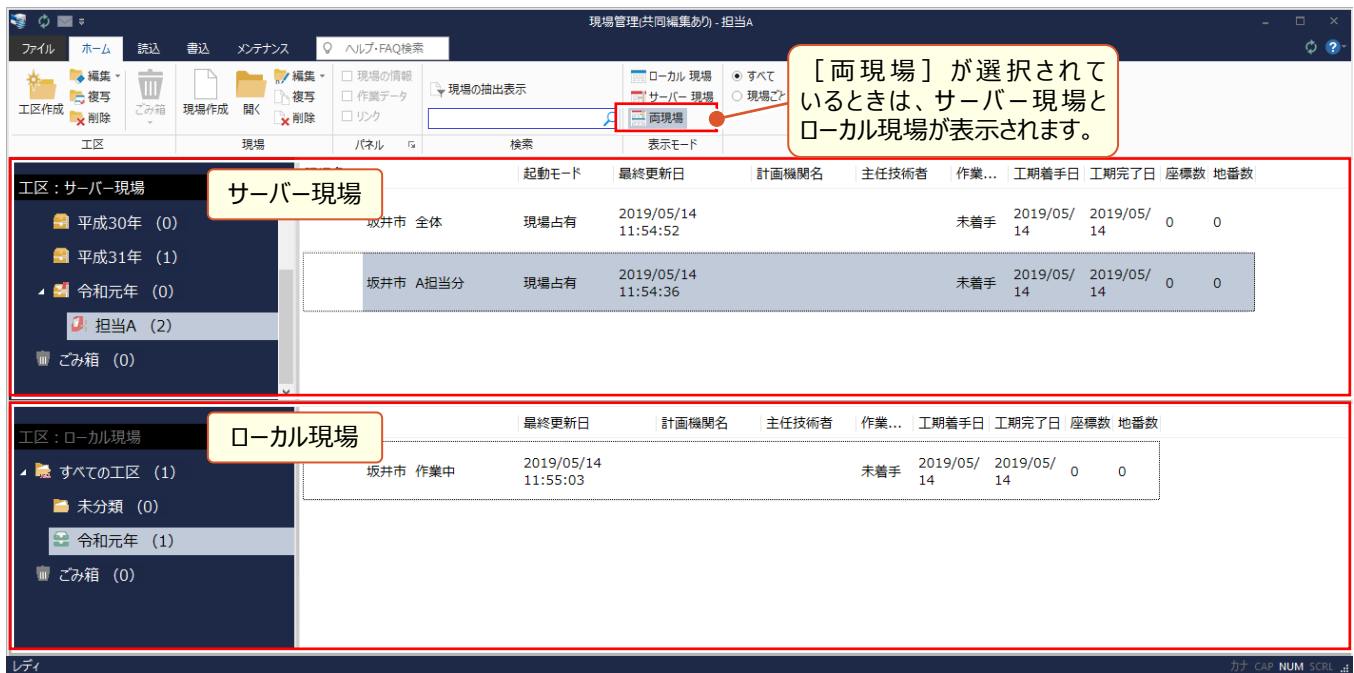 現場管理(共同編集あり) - 担当A
ファイル ホーム 読込 書込 メンテナンス ヘルプ・FAQ検索
工区作成 編集 複写 削除 ごみ箱
工区
現場作成 開く 編集 複写 削除
現場
現場の情報
作業データ
リンク
パネル
現場の抽出表示
検索
ローカル 現場
サーバー 現場
両現場
表示モード
すべて
現場ごと
［両現場］が選択されて
いるときは、サーバー現場と
ローカル現場が表示されます。
工区：サーバー現場
サーバー現場
平成30年 (0)
平成31年 (1)
令和元年 (0)
担当A (2)
ごみ箱 (0)
起動モード 最終更新日 計画機関名 主任技術者 作業... 工期着手日 工期完了日 座標数 地番数
坂井市 全体 現場占有 2019/05/14 11:54:52 未着手 2019/05/14 2019/05/14 0 0
坂井市 A担当分 現場占有 2019/05/14 11:54:36 未着手 2019/05/14 2019/05/14 0 0
工区：ローカル現場
ローカル現場
すべての工区 (1)
未分類 (0)
令和元年 (1)
ごみ箱 (0)
最終更新日 計画機関名 主任技術者 作業... 工期着手日 工期完了日 座標数 地番数
坂井市 作業中 2019/05/14 11:55:03 未着手 2019/05/14 2019/05/14 0 0
レディ
カナ CAP NUM SCRL